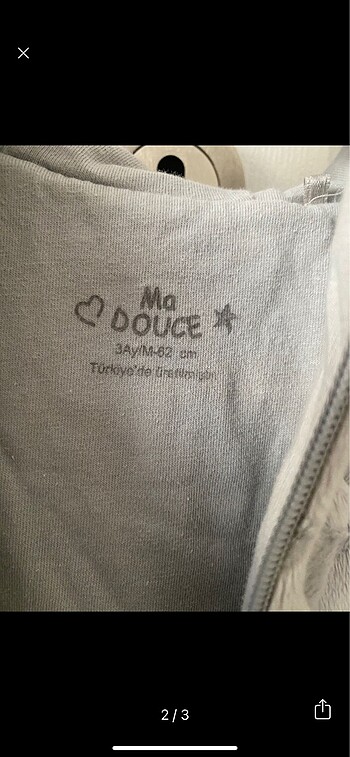 Ma
DOUCE
3Ay/M-62 cm
Türkiye'de üretilmiştir
2 / 3